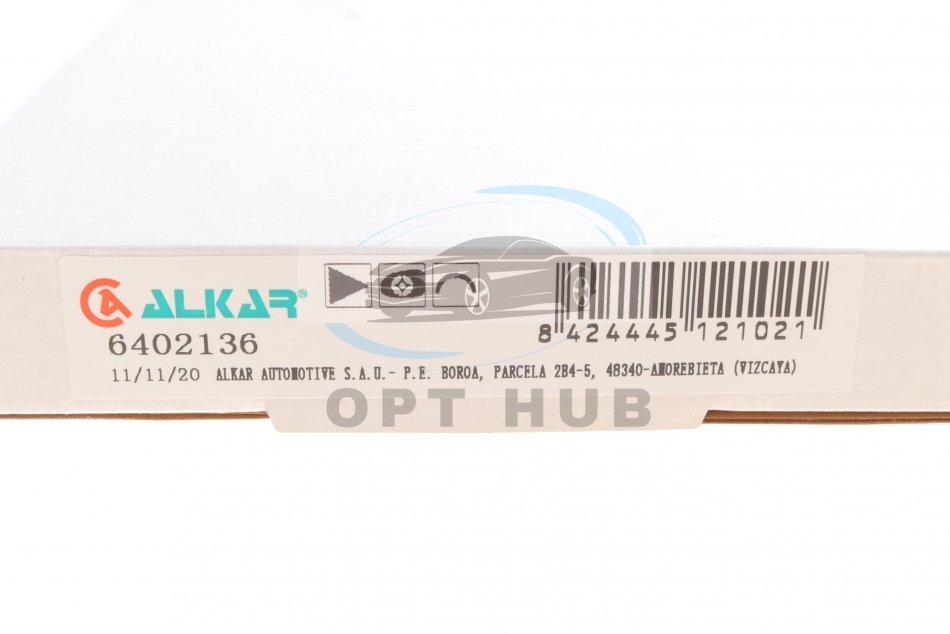 ALKAR®
6402136
8 424445 121021
11/11/20 ALKAR AUTOMOTIVE S.A.U.- P.E. BOROA, PARCELA 2B4-5, 48340-AMOREBIETA (VIZCAYA)
OPT HUB